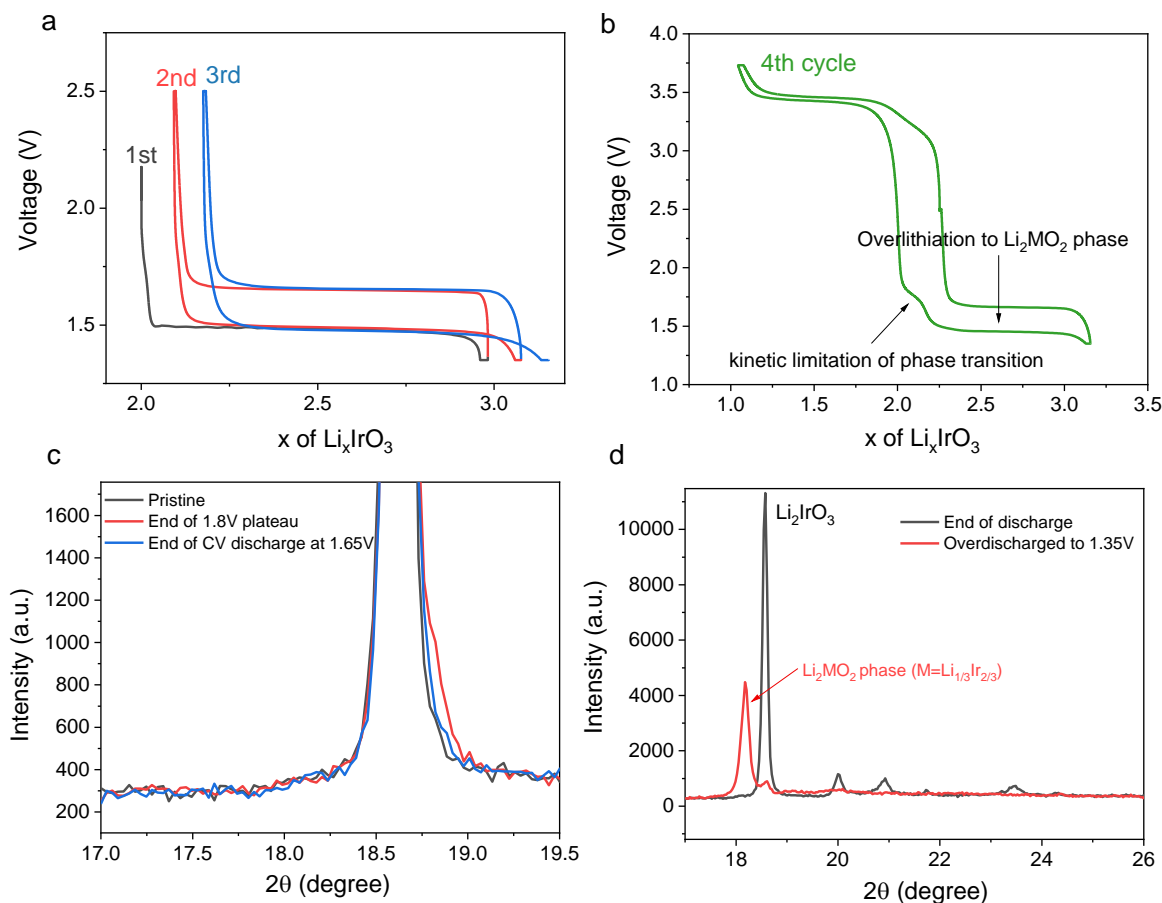 a
2.5
2.0
1.5
Voltage (V)
1st
2nd
3rd
2.0
2.5
3.0
x of LiₓIrO₃
b
4.0
3.5
3.0
2.5
2.0
1.5
1.0
Voltage (V)
4th cycle
Overlithiation to Li₂MO₂ phase
kinetic limitation of phase transition
1.0
1.5
2.0
2.5
3.0
3.5
x of LiₓIrO₃
c
1600
1400
1200
1000
800
600
400
200
Intensity (a.u.)
Pristine
End of 1.8V plateau
End of CV discharge at 1.65V
17.0
17.5
18.0
18.5
19.0
19.5
2θ (degree)
d
10000
8000
6000
4000
2000
0
Intensity (a.u.)
Li₂IrO₃
End of discharge
Overdischarged to 1.35V
Li₂MO₂ phase (M=Li₁/₃Ir₂/₃)
18
20
22
24
26
2θ (degree)